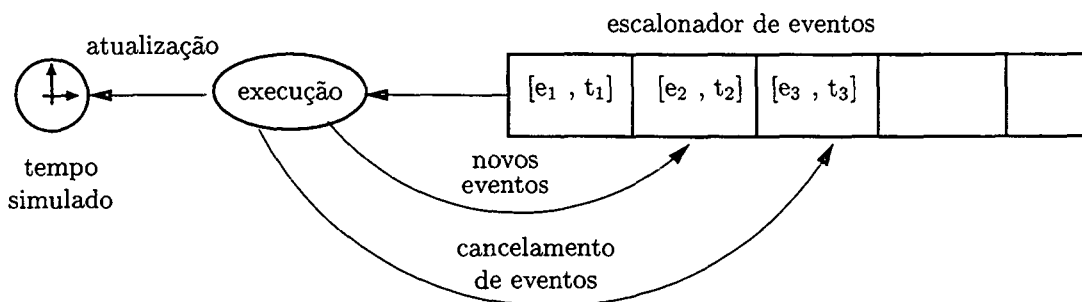 escalonador de eventos
atualização
execução
[e₁ , t₁]
[e₂ , t₂]
[e₃ , t₃]
tempo
simulado
novos
eventos
cancelamento
de eventos